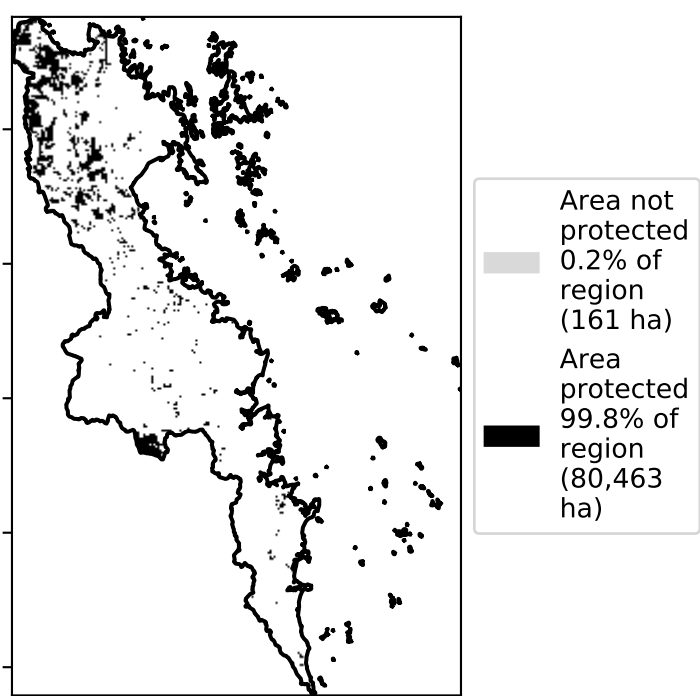 Area not
protected
0.2% of
region
(161 ha)
Area
protected
99.8% of
region
(80,463
ha)